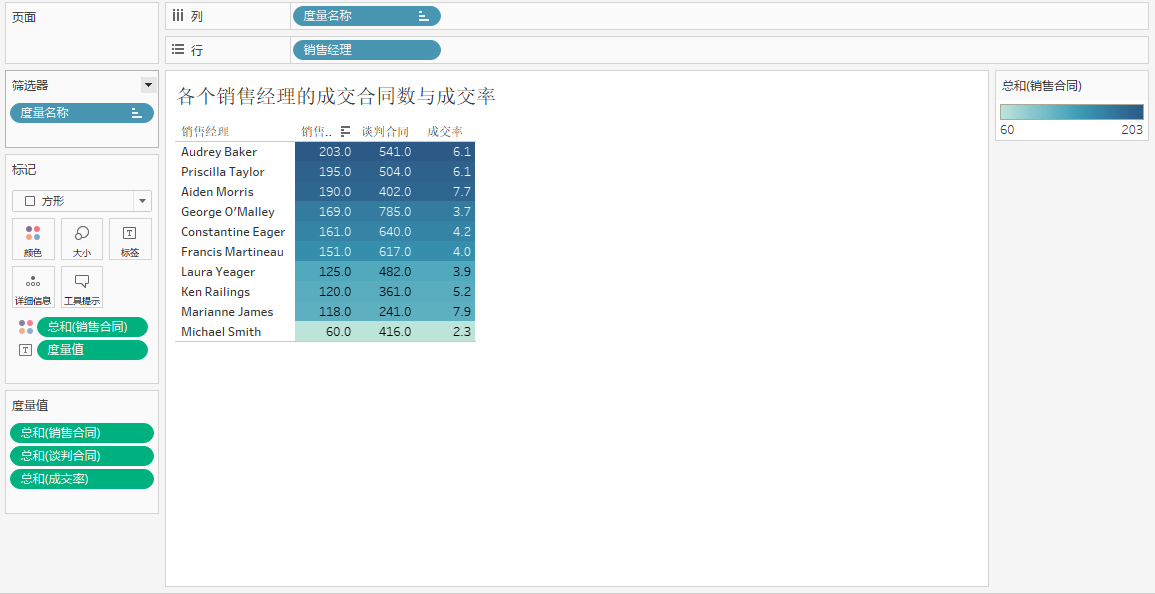 页面
列
度量名称
行
销售经理
筛选器
度量名称
标记
方形
颜色
大小
标签
详细信息
工具提示
总和(销售合同)
度量值
度量值
总和(销售合同)
总和(谈判合同)
总和(成交率)
各个销售经理的成交合同数与成交率
销售经理 销售.. 谈判合同 成交率
Audrey Baker 203.0 541.0 6.1
Priscilla Taylor 195.0 504.0 6.1
Aiden Morris 190.0 402.0 7.7
George O’Malley 169.0 785.0 3.7
Constantine Eager 161.0 640.0 4.2
Francis Martineau 151.0 617.0 4.0
Laura Yeager 125.0 482.0 3.9
Ken Railings 120.0 361.0 5.2
Marianne James 118.0 241.0 7.9
Michael Smith 60.0 416.0 2.3
总和(销售合同)
60 203